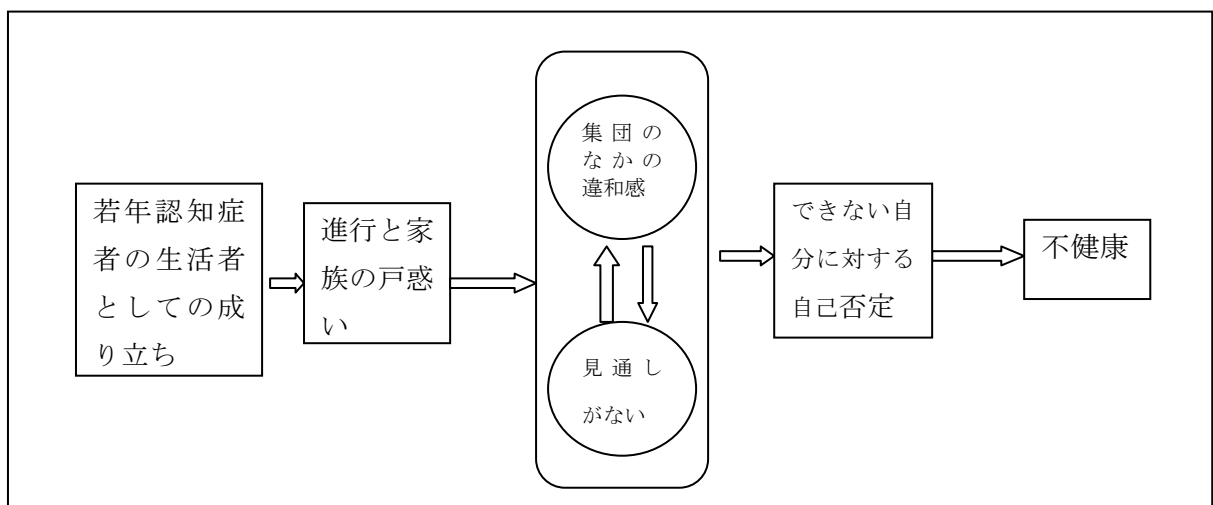 若年認知症
者の生活者
としての成
り立ち
進行と家
族の戸惑
い
集団の
なかの
違和感
見通し
がない
できない自
分に対する
自己否定
不健康